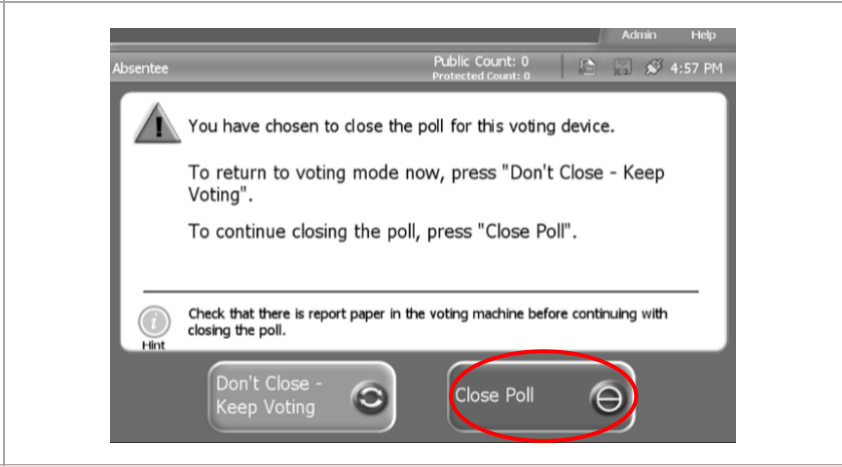 Admin Help
Absentee Public Count: 0 4:57 PM
Protected Count: 0
You have chosen to close the poll for this voting device.
To return to voting mode now, press "Don't Close - Keep
Voting".
To continue closing the poll, press "Close Poll".
Check that there is report paper in the voting machine before continuing with
closing the poll.
Hint
Don't Close -
Keep Voting
Close Poll